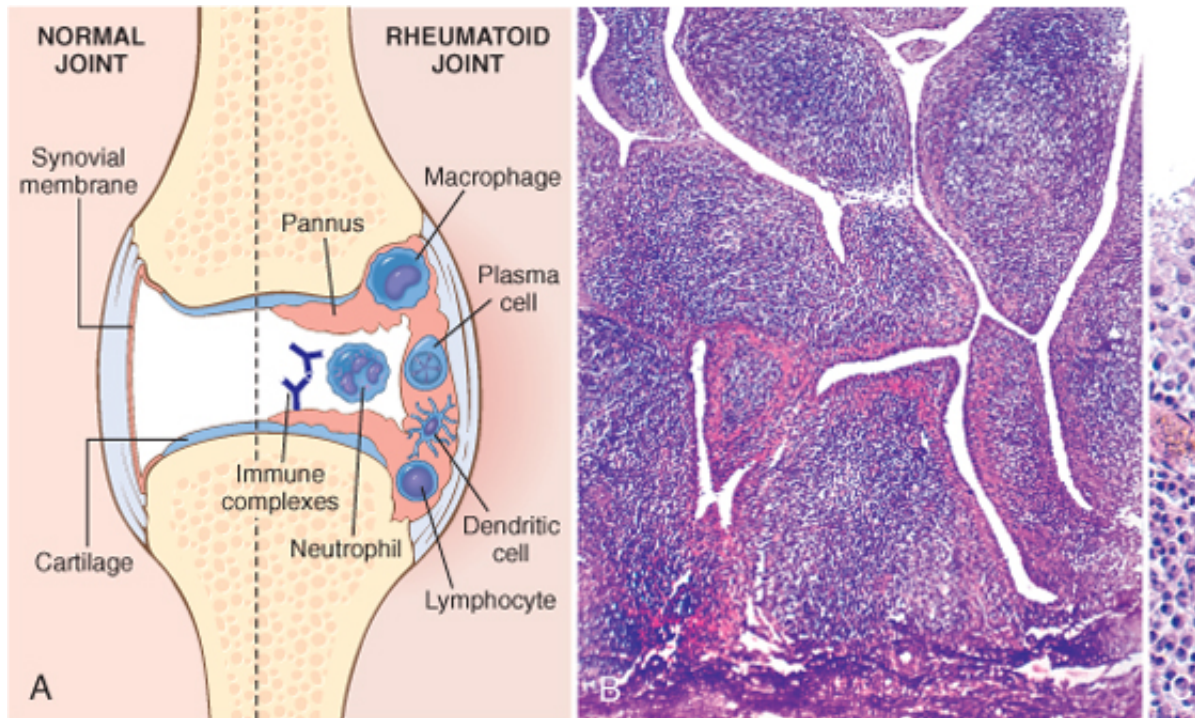 NORMAL
JOINT
RHEUMATOID
JOINT
Synovial
membrane
Macrophage
Pannus
Plasma
cell
Immune
complexes
Neutrophil
Dendritic
cell
Cartilage
Lymphocyte
A
B
C